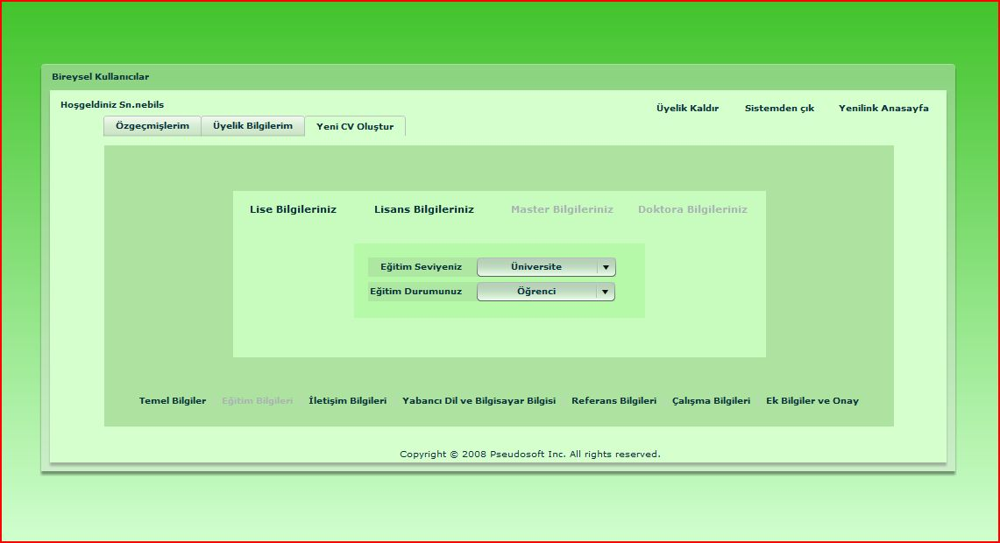 Bireysel Kullanıcılar
Hoşgeldiniz Sn.nebils
Üyelik Kaldır Sistemden çık Yenilink Anasayfa
Özgeçmişlerim Üyelik Bilgilerim Yeni CV Oluştur
Lise Bilgileriniz Lisans Bilgileriniz Master Bilgileriniz Doktora Bilgileriniz
Eğitim Seviyeniz Üniversite
Eğitim Durumunuz Öğrenci
Temel Bilgiler Eğitim Bilgileri İletişim Bilgileri Yabancı Dil ve Bilgisayar Bilgisi Referans Bilgileri Çalışma Bilgileri Ek Bilgiler ve Onay
Copyright © 2008 Pseudosoft Inc. All rights reserved.